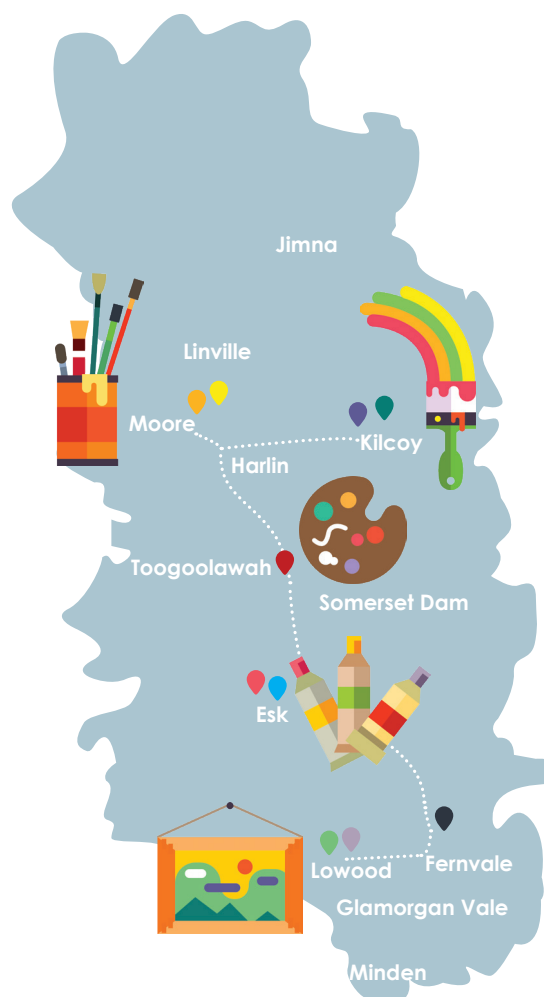 Jimna
Linville
Moore
Kilcoy
Harlin
Toogoolawah
Somerset Dam
Esk
Lowood
Fernvale
Glamorgan Vale
Minden